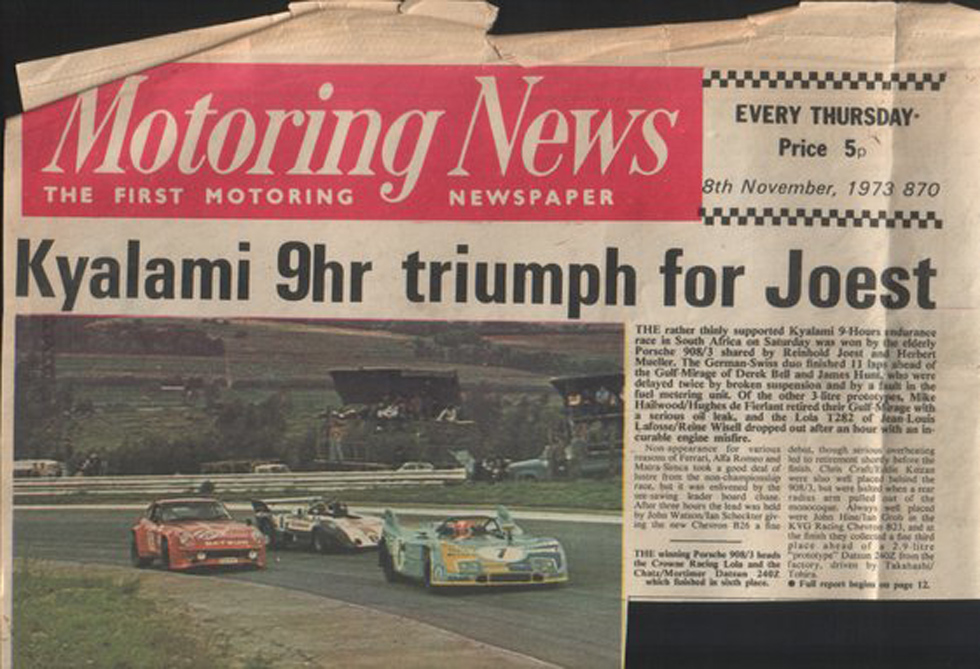 Motoring News
THE FIRST MOTORING NEWSPAPER
EVERY THURSDAY
Price 5p
8th November, 1973 870
Kyalami 9hr triumph for Joest
THE rather thinly supported Kyalami 9-Hours endurance
race in South Africa on Saturday was won by the elderly
Porsche 908/3 shared by Reinhold Joest and Herbert
Mueller. The German-Swiss duo finished 11 laps ahead of
the Gulf-Mirage of Derek Bell and James Hunt, who were
delayed twice by broken suspension and by a fault in the
fuel metering unit. Of the other 3-litre prototypes, Mike
Hailwood/Hughes de Fierlant retired their Gulf-Mirage with
a serious oil leak, and the Lola T282 of Jean-Louis
Lafosse/Reine Wisell dropped out after an hour with an in-
curable engine misfire.
Non-appearance for various
reasons of Ferrari, Alfa Romeo and
Matra-Simca took a good deal of
lustre from the non-championship
race, but it was enlivened by the
see-sawing leader board chase.
After three hours the lead was held
by John Watson/Ian Scheckter giv-
ing the new Chevron B26 a fine
THE winning Porsche 908/3 heads
the Crowne Racing Lola and the
Chatz/Mortimer Datsun 240Z
which finished in sixth place.
debut, though serious overheating
led to retirement shortly before the
finish. Chris Craft/Eddie Keizan
were also well placed behind the
908/3, but were halted when a rear
radius arm pulled out of the
monocoque. Always well placed
were John Hine/Ian Grob in the
KVG Racing Chevron B23, and at
the finish they collected a fine third
place ahead of a 2.9-litre
"prototype" Datsun 240Z from the
factory, driven by Takahashi/
Tohira.
● Full report begins on page 12.
DATSUN